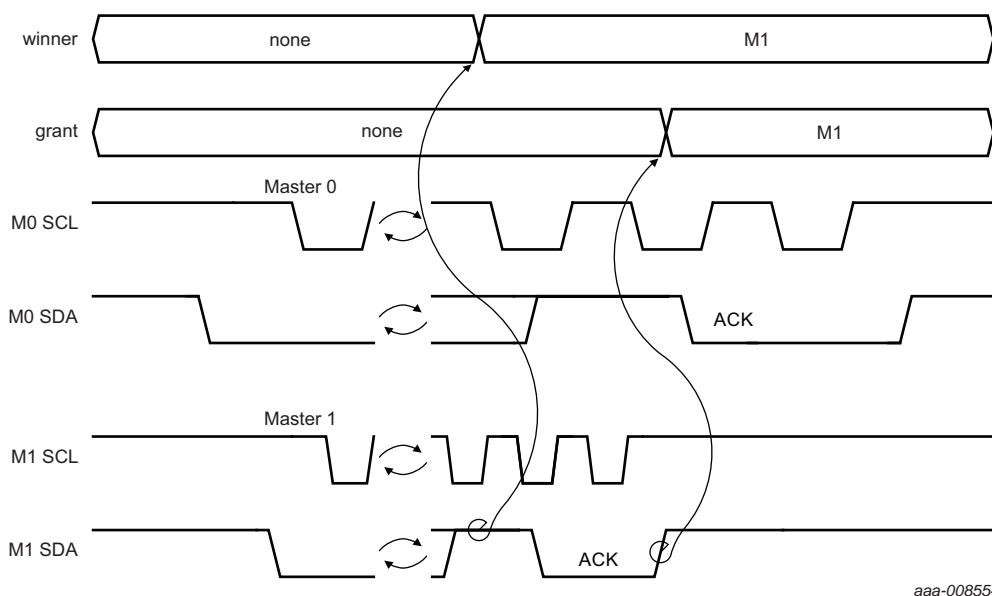 winner
none
M1
grant
none
M1
Master 0
M0 SCL
M0 SDA
ACK
Master 1
M1 SCL
M1 SDA
ACK
aaa-00855